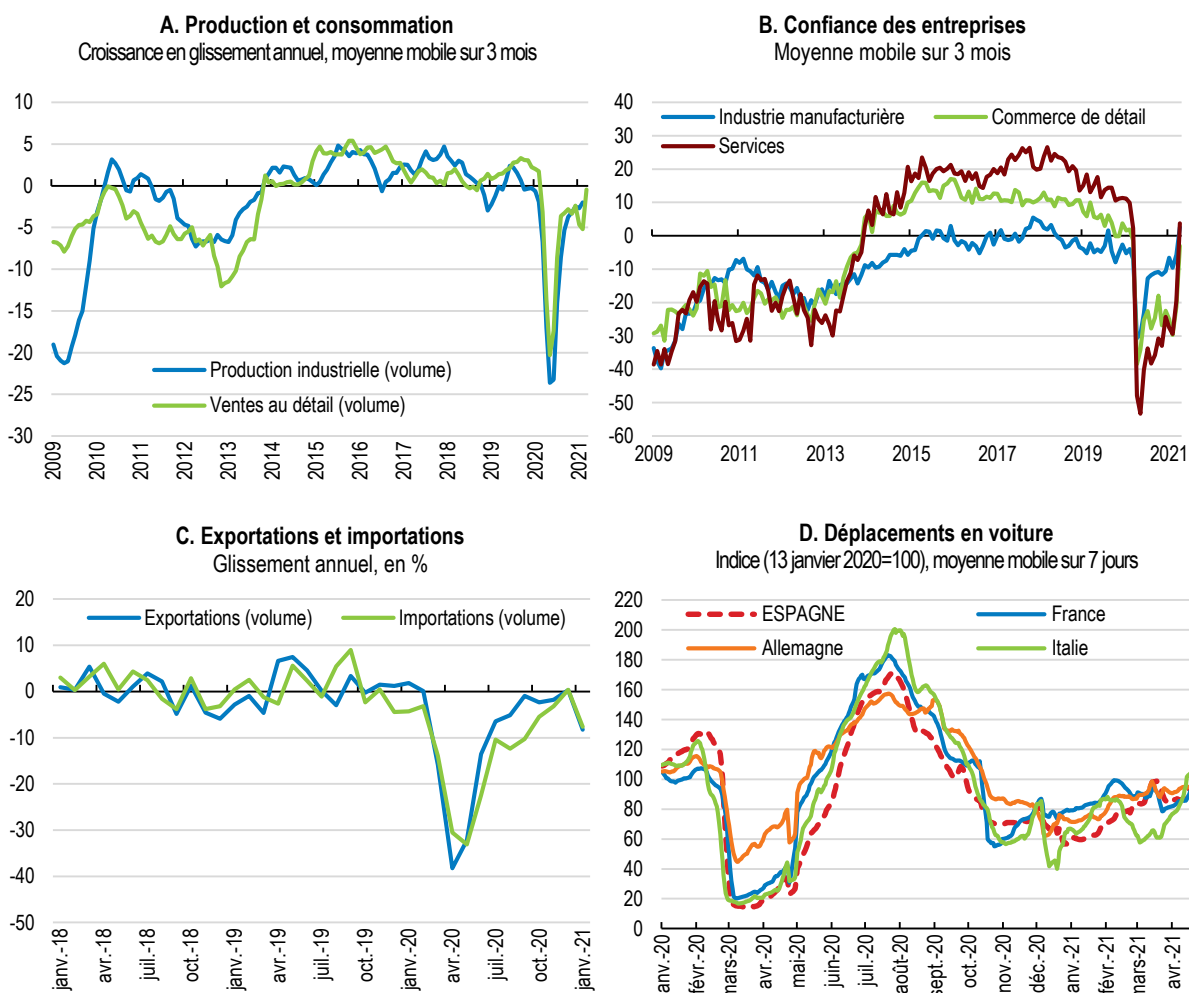 A. Production et consommation
Croissance en glissement annuel, moyenne mobile sur 3 mois
10
5
0
-5
-10
-15
-20
-25
-30
Production industrielle (volume)
Ventes au détail (volume)
2009
2010
2011
2012
2013
2014
2015
2016
2017
2018
2019
2020
2021
B. Confiance des entreprises
Moyenne mobile sur 3 mois
40
30
20
10
0
-10
-20
-30
-40
-50
-60
Industrie manufacturière
Commerce de détail
Services
2009
2011
2013
2015
2017
2019
2021
C. Exportations et importations
Glissement annuel, en %
20
10
0
-10
-20
-30
-40
-50
Exportations (volume)
Importations (volume)
janv.-18
avr.-18
juil.-18
oct.-18
janv.-19
avr.-19
juil.-19
oct.-19
janv.-20
avr.-20
juil.-20
oct.-20
janv.-21
D. Déplacements en voiture
Indice (13 janvier 2020=100), moyenne mobile sur 7 jours
220
200
180
160
140
120
100
80
60
40
20
0
ESPAGNE
France
Allemagne
Italie
janv.-20
févr.-20
mars-20
avr.-20
mai-20
juin-20
juil.-20
août-20
sept.-20
oct.-20
nov.-20
déc.-20
janv.-21
févr.-21
mars-21
avr.-21